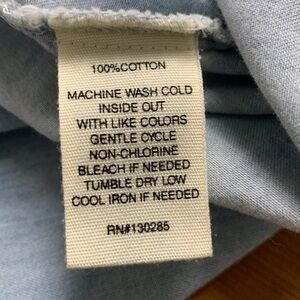 100%COTTON
MACHINE WASH COLD
INSIDE OUT
WITH LIKE COLORS
GENTLE CYCLE
NON-CHLORINE
BLEACH IF NEEDED
TUMBLE DRY LOW
COOL IRON IF NEEDED
RN#130285